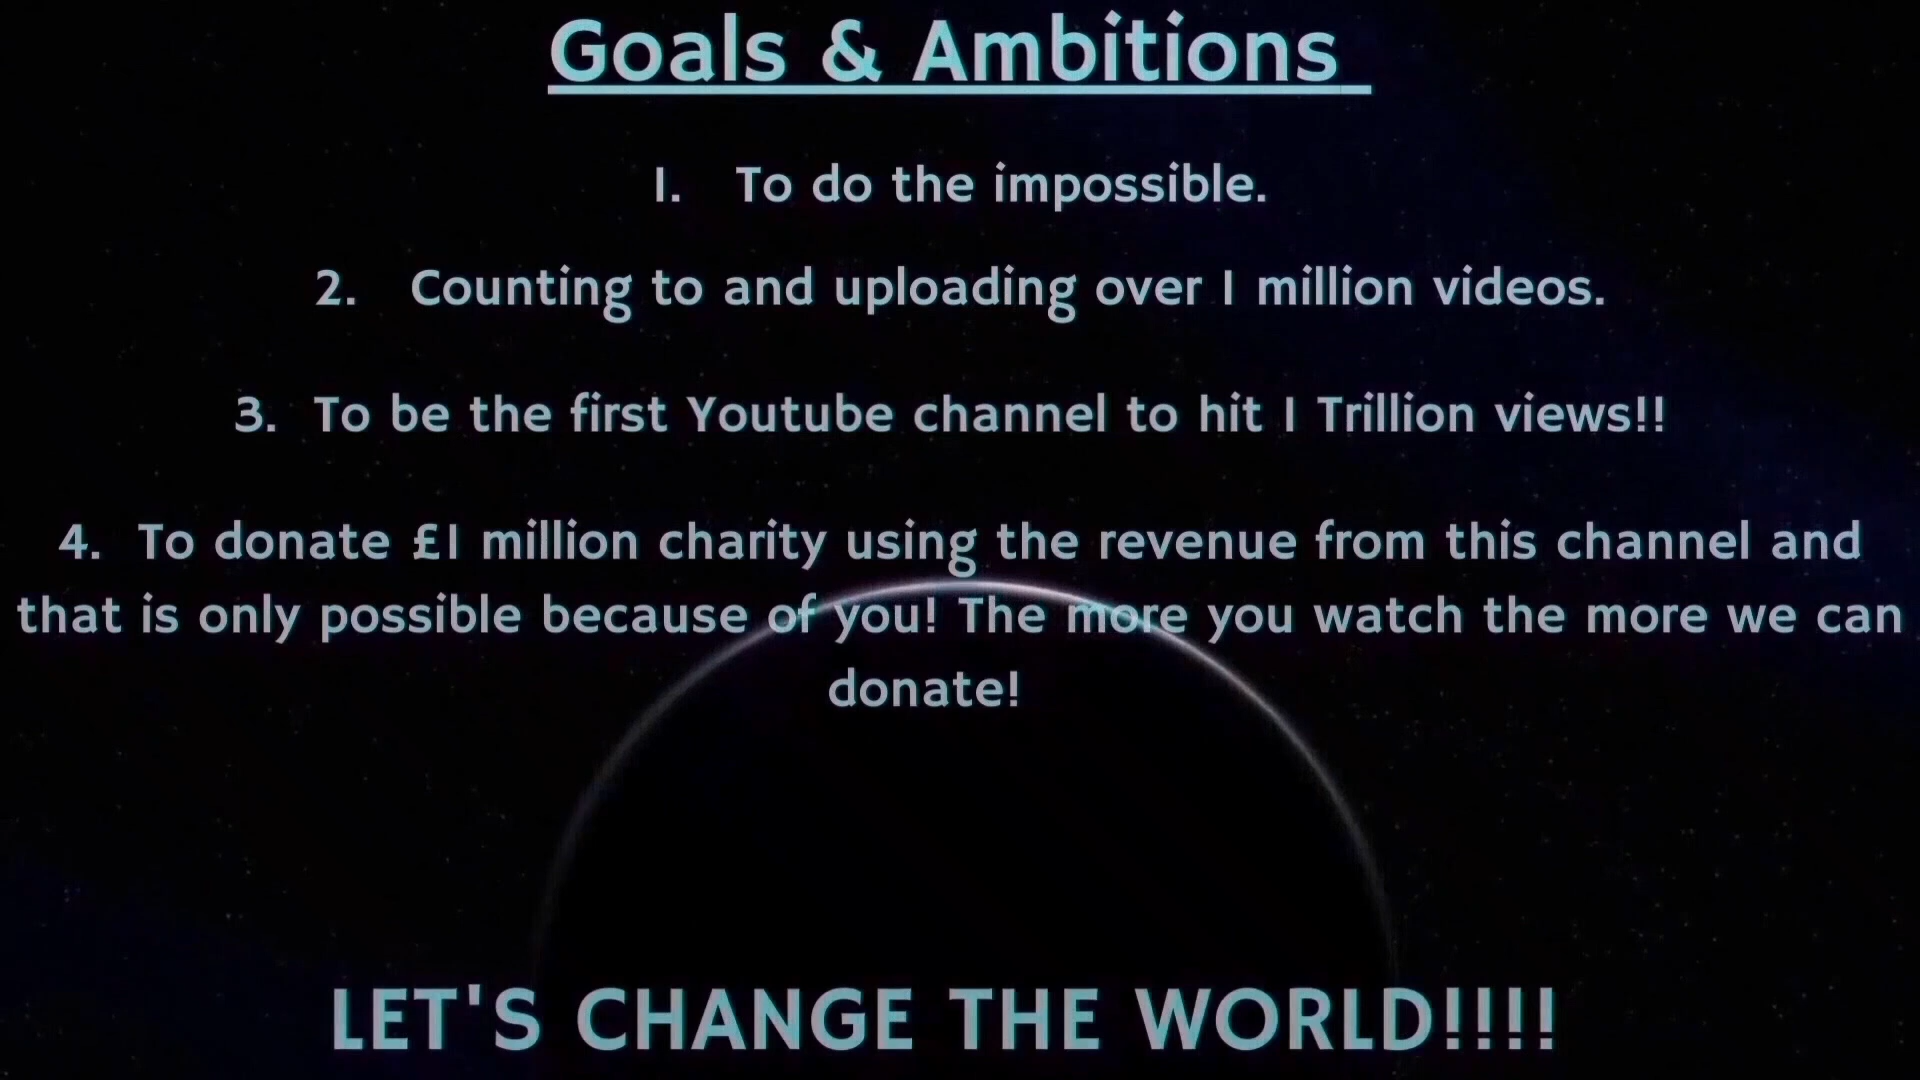 Goals & Ambitions
1. To do the impossible.
2. Counting to and uploading over 1 million videos.
3. To be the first Youtube channel to hit 1 Trillion views!!
4. To donate £1 million charity using the revenue from this channel and
that is only possible because of you! The more you watch the more we can
donate!
LET'S CHANGE THE WORLD!!!!